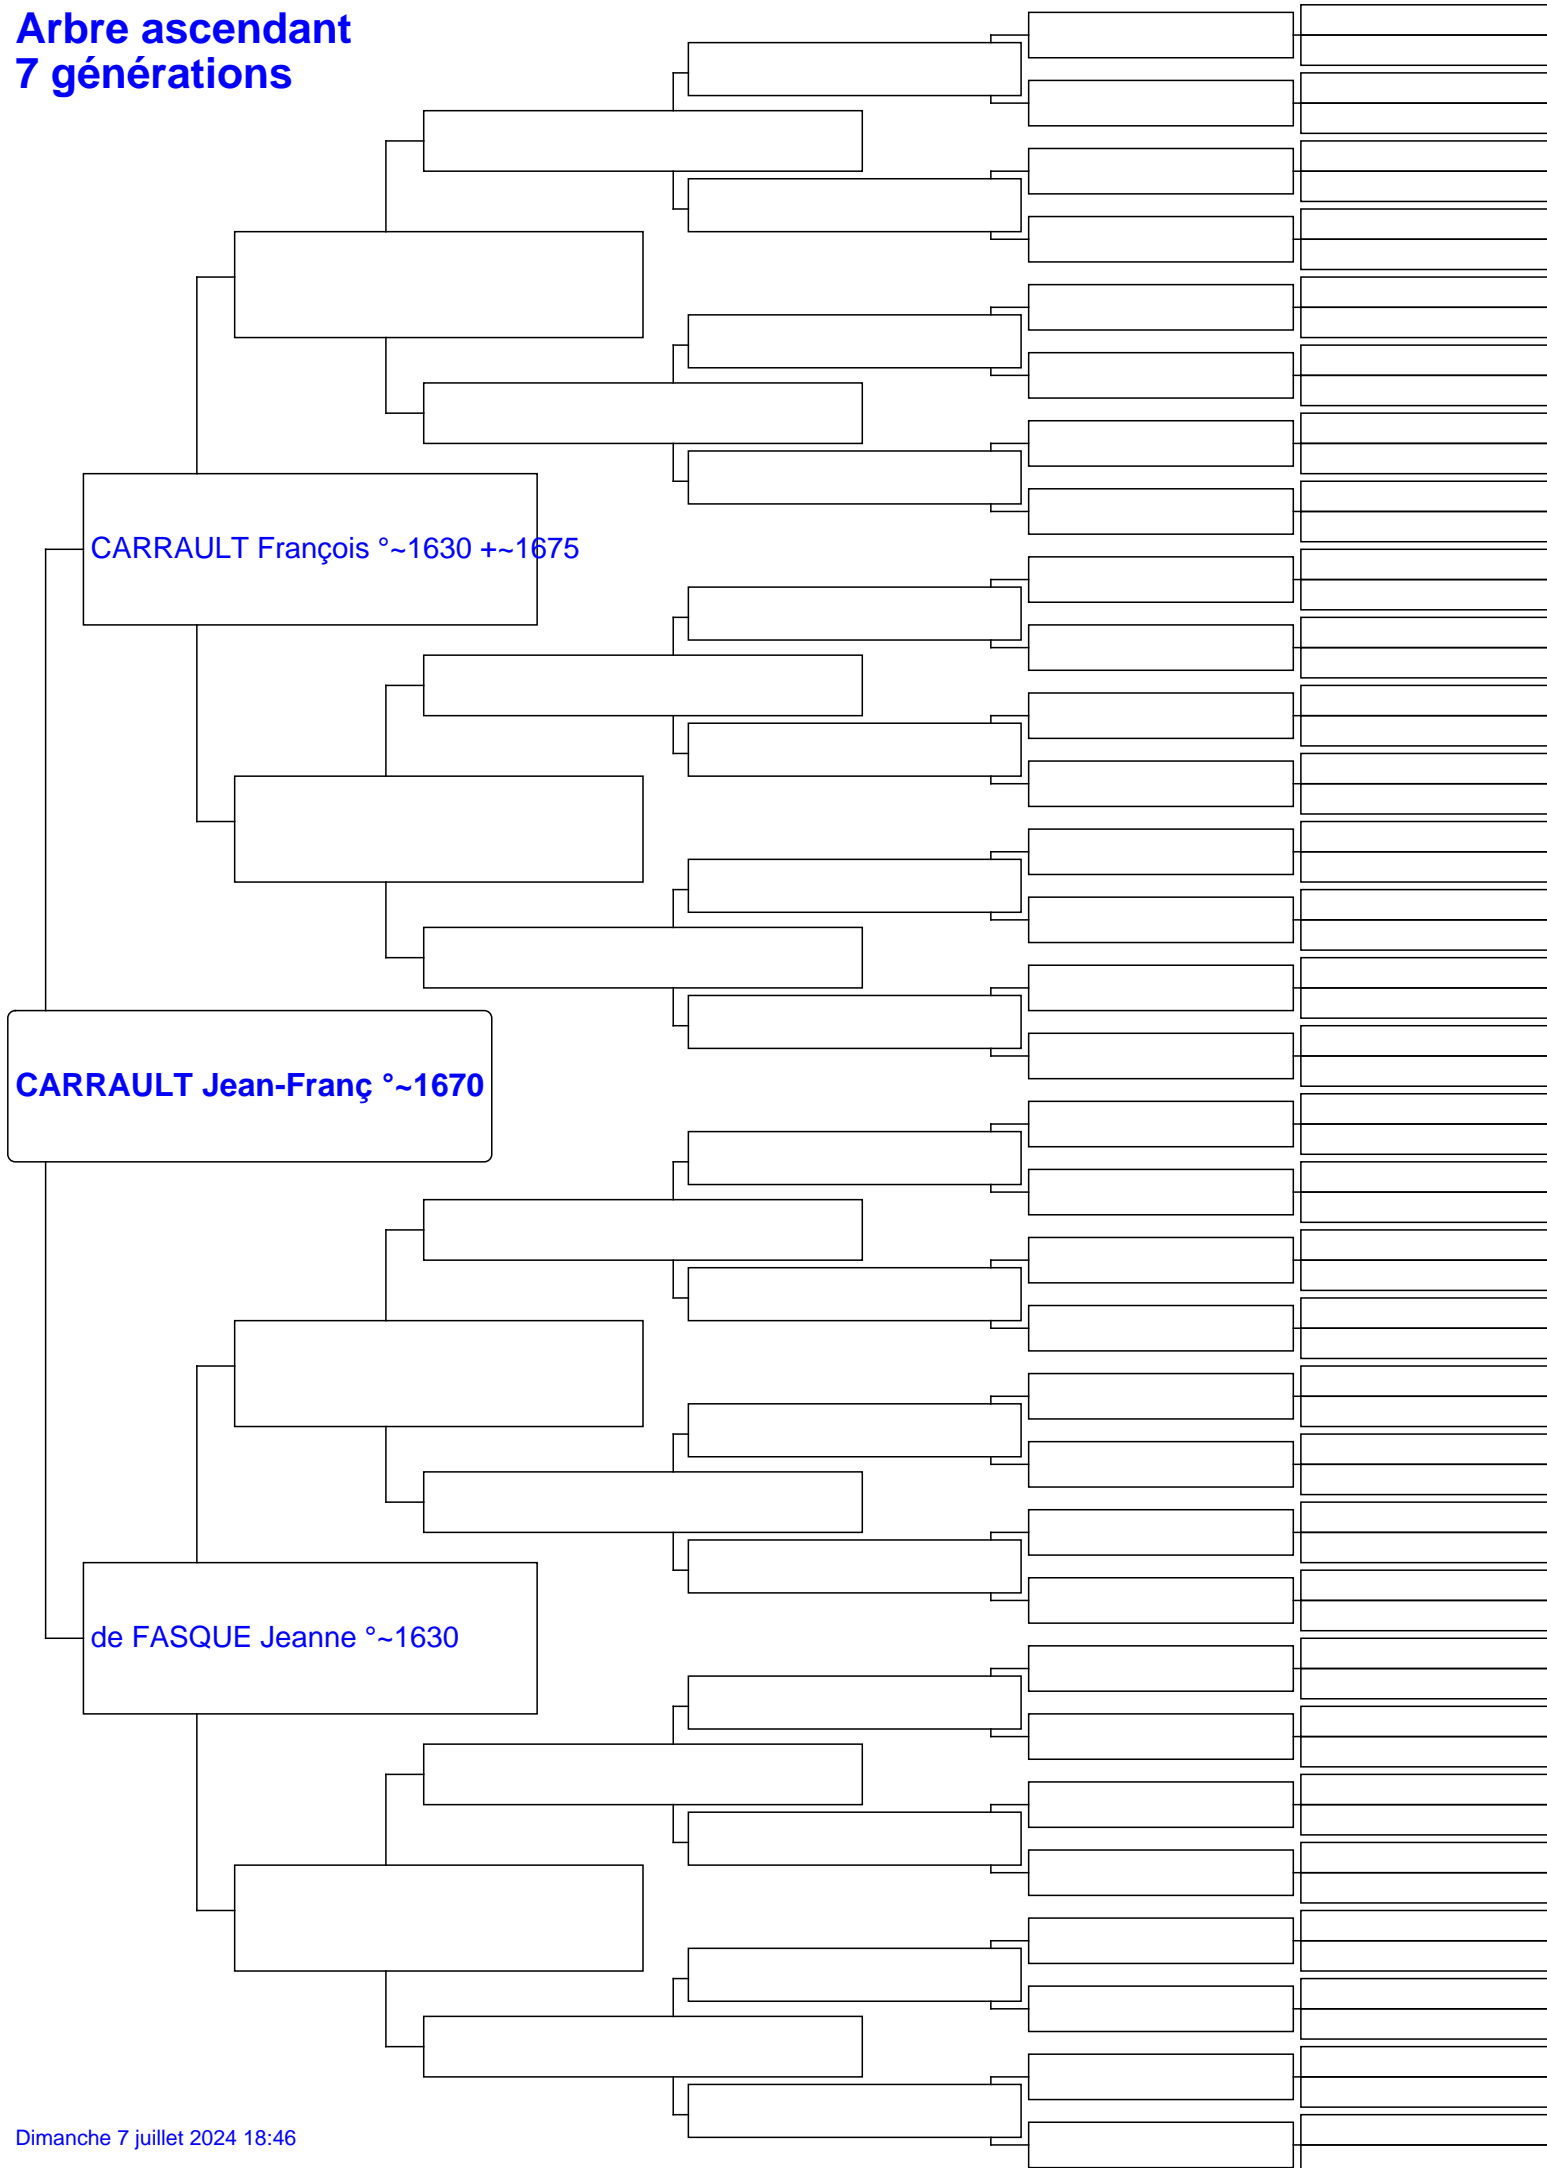 Arbre ascendant
7 générations
CARRAULT François °~1630 +~1675
CARRAULT Jean-Franç °~1670
de FASQUE Jeanne °~1630
Dimanche 7 juillet 2024 18:46